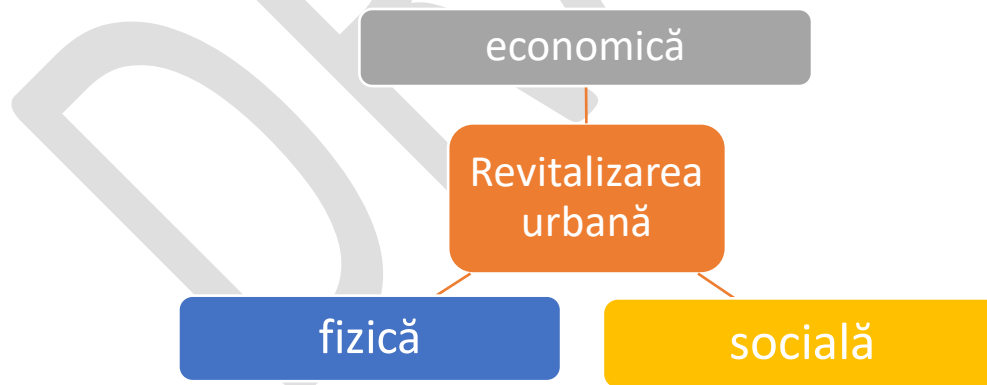 economică
Revitalizarea
urbană
fizică
socială